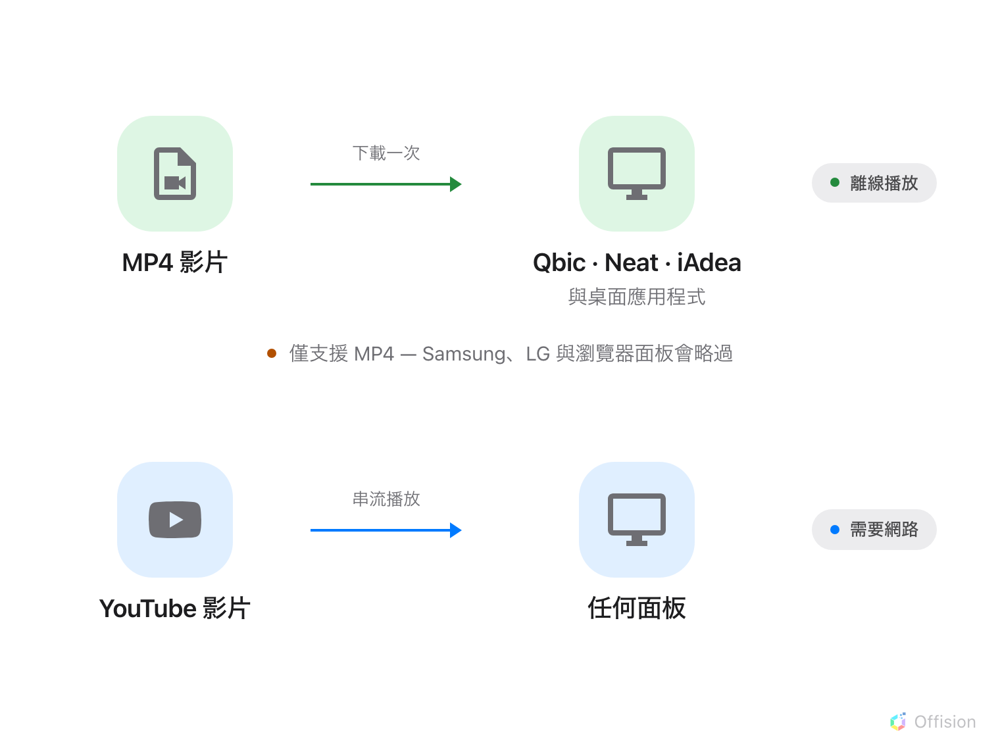 下載一次
離線播放
MP4 影片
Qbic · Neat · iAdea
與桌面應用程式
僅支援 MP4 — Samsung、LG 與瀏覽器面板會略過
串流播放
需要網路
YouTube 影片
任何面板
Offision